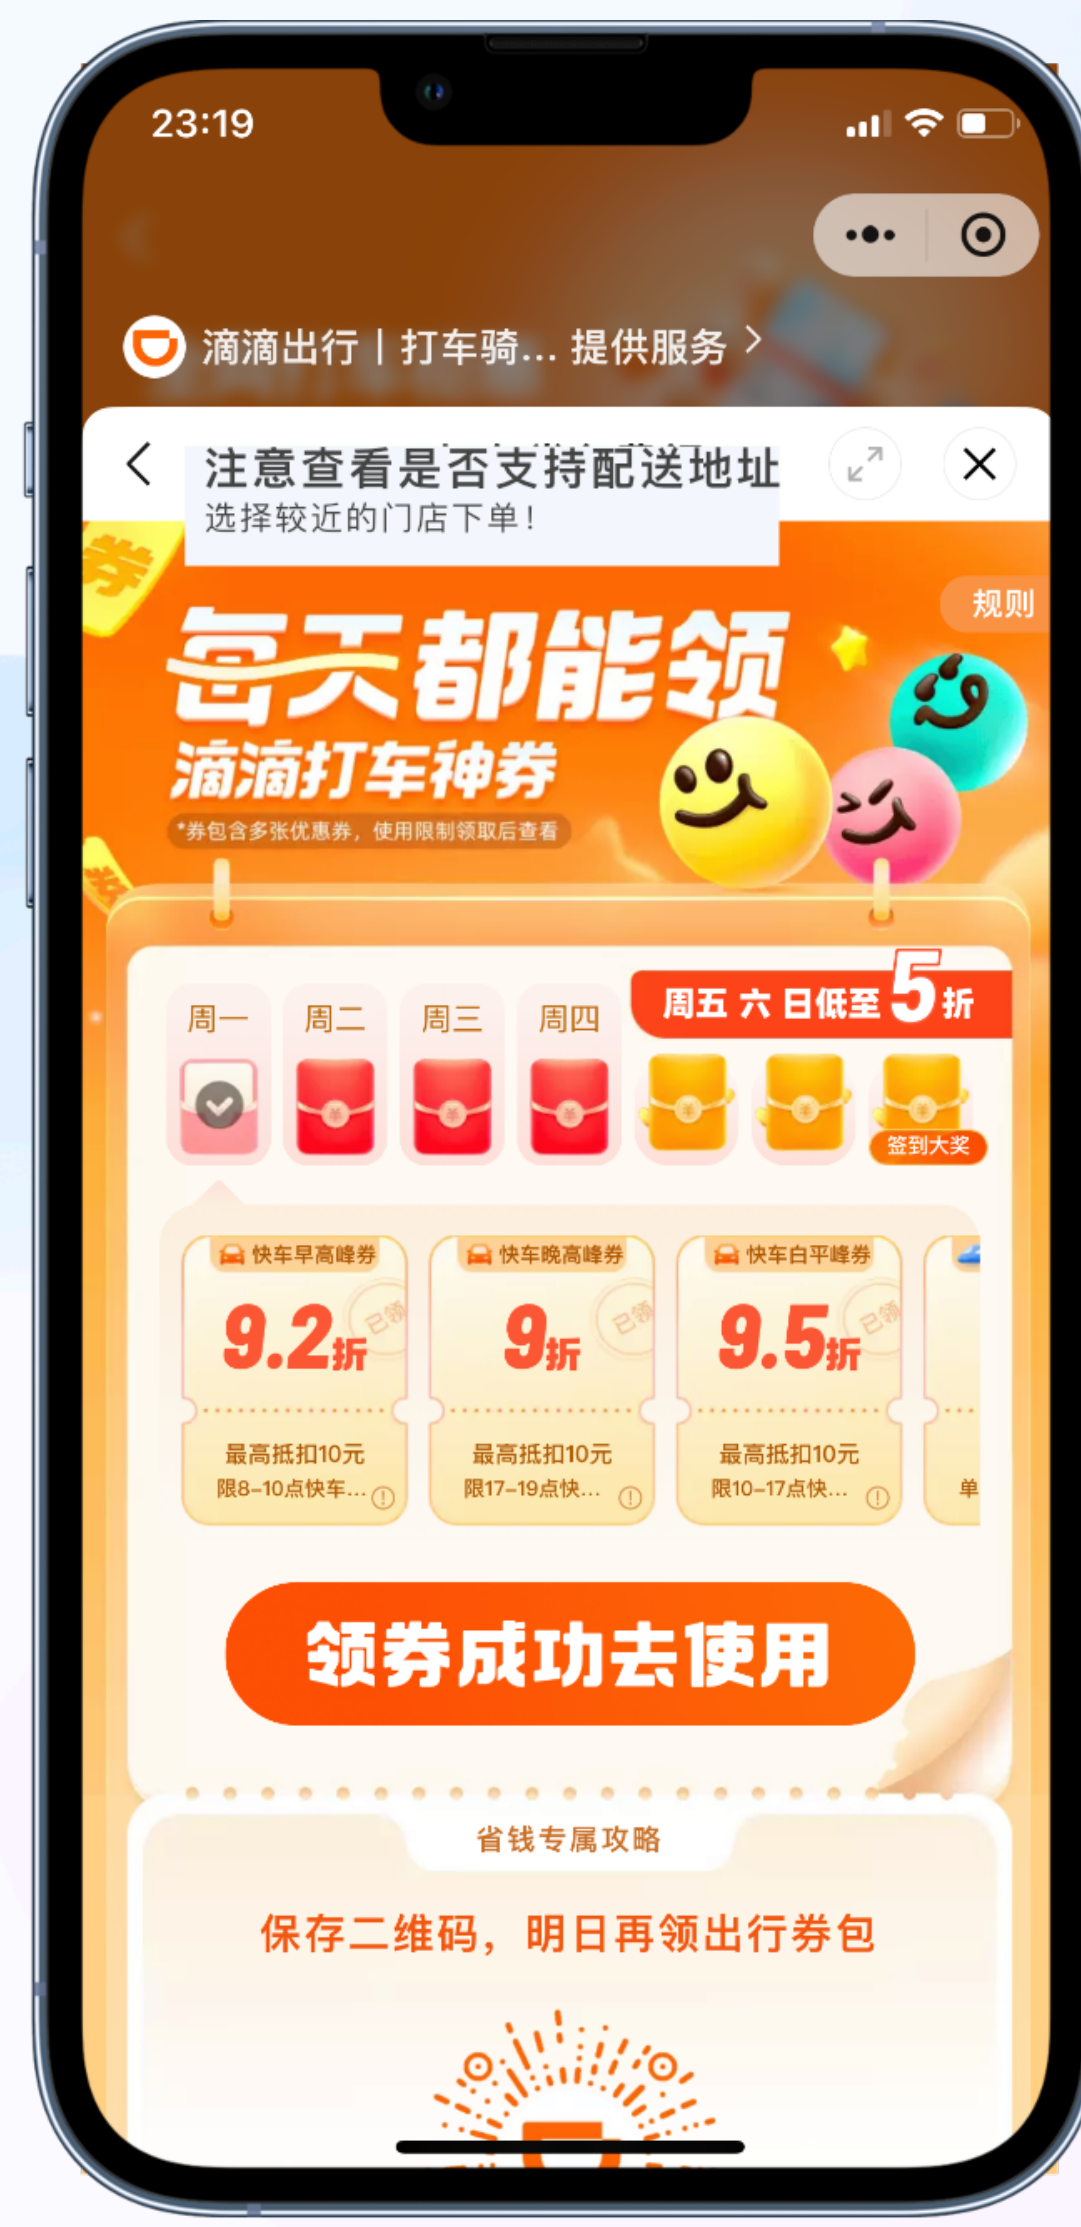 23:19
滴滴出行丨打车骑... 提供服务
注意查看是否支持配送地址
选择较近的门店下单！
券
规则
每天都能领
滴滴打车神券
*券包含多张优惠券，使用限制领取后查看
周一
周二
周三
周四
周五 六 日低至5折
签到大奖
快车早高峰券
快车晚高峰券
快车白平峰券
已领
已领
已领
9.2折
9折
9.5折
最高抵扣10元
最高抵扣10元
最高抵扣10元
限8-10点快车...
限17-19点快...
限10-17点快...
单
领券成功去使用
省钱专属攻略
保存二维码，明日再领出行券包